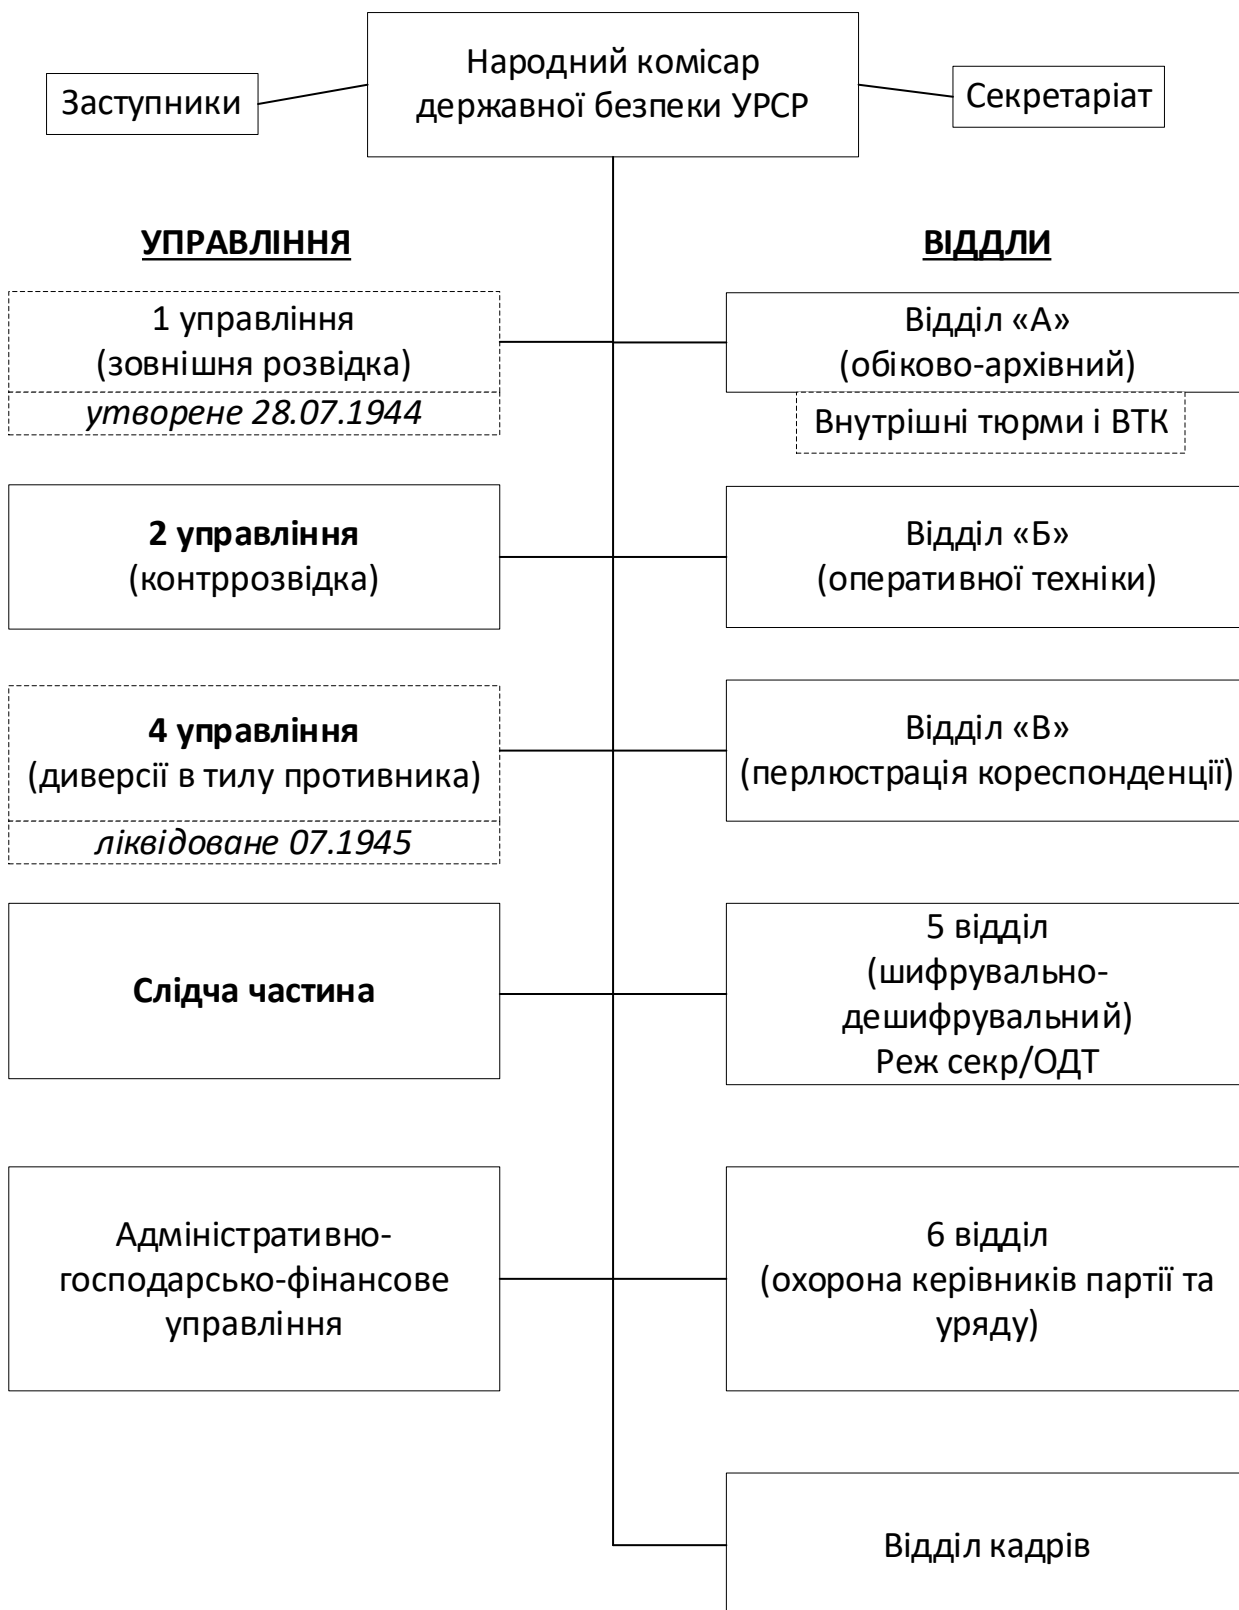 Народний комісар
державної безпеки УРСР
Заступники
Секретаріат
УПРАВЛІННЯ
1 управління
(зовнішня розвідка)
утворене 28.07.1944
2 управління
(контррозвідка)
4 управління
(диверсії в тилу противника)
ліквідоване 07.1945
Слідча частина
Адміністративно-
господарсько-фінансове
управління
ВІДДЛИ
Відділ «А»
(обіково-архівний)
Внутрішні тюрми і ВТК
Відділ «Б»
(оперативної техніки)
Відділ «В»
(перлюстрація кореспонденції)
5 відділ
(шифрувально-
дешифрувальний)
Реж секр/ОДТ
6 відділ
(охорона керівників партії та
уряду)
Відділ кадрів